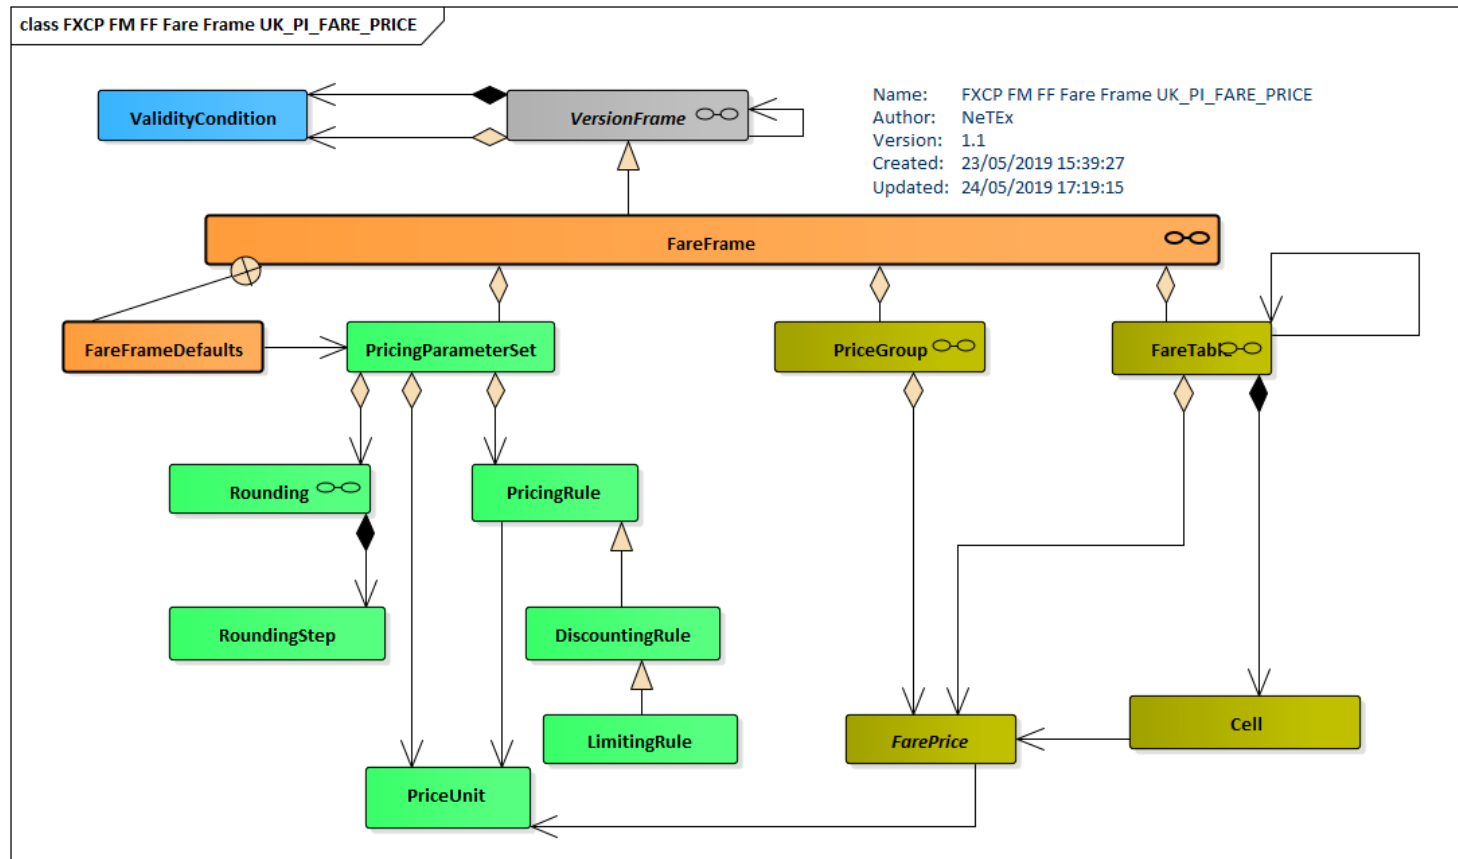 class FXCP FM FF Fare Frame UK_PI_FARE_PRICE
ValidityCondition
VersionFrame
Name: FXCP FM FF Fare Frame UK_PI_FARE_PRICE
Author: NeTEx
Version: 1.1
Created: 23/05/2019 15:39:27
Updated: 24/05/2019 17:19:15
FareFrame
FareFrameDefaults
PricingParameterSet
PriceGroup
FareTable
Rounding
PricingRule
RoundingStep
DiscountingRule
LimitingRule
FarePrice
Cell
PriceUnit